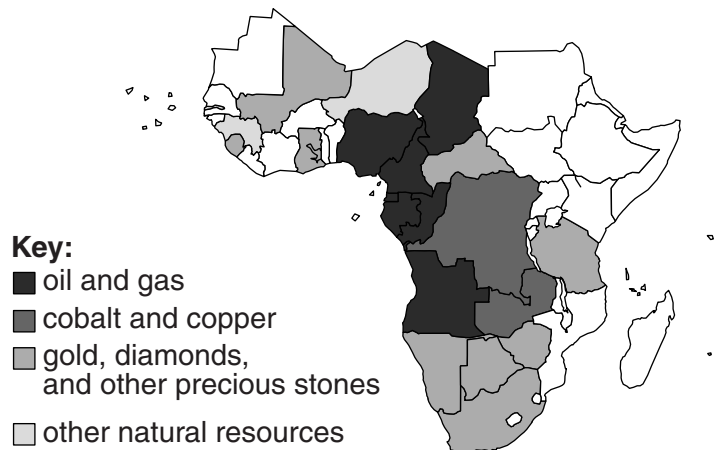 Key:
oil and gas
cobalt and copper
gold, diamonds,
and other precious stones
other natural resources